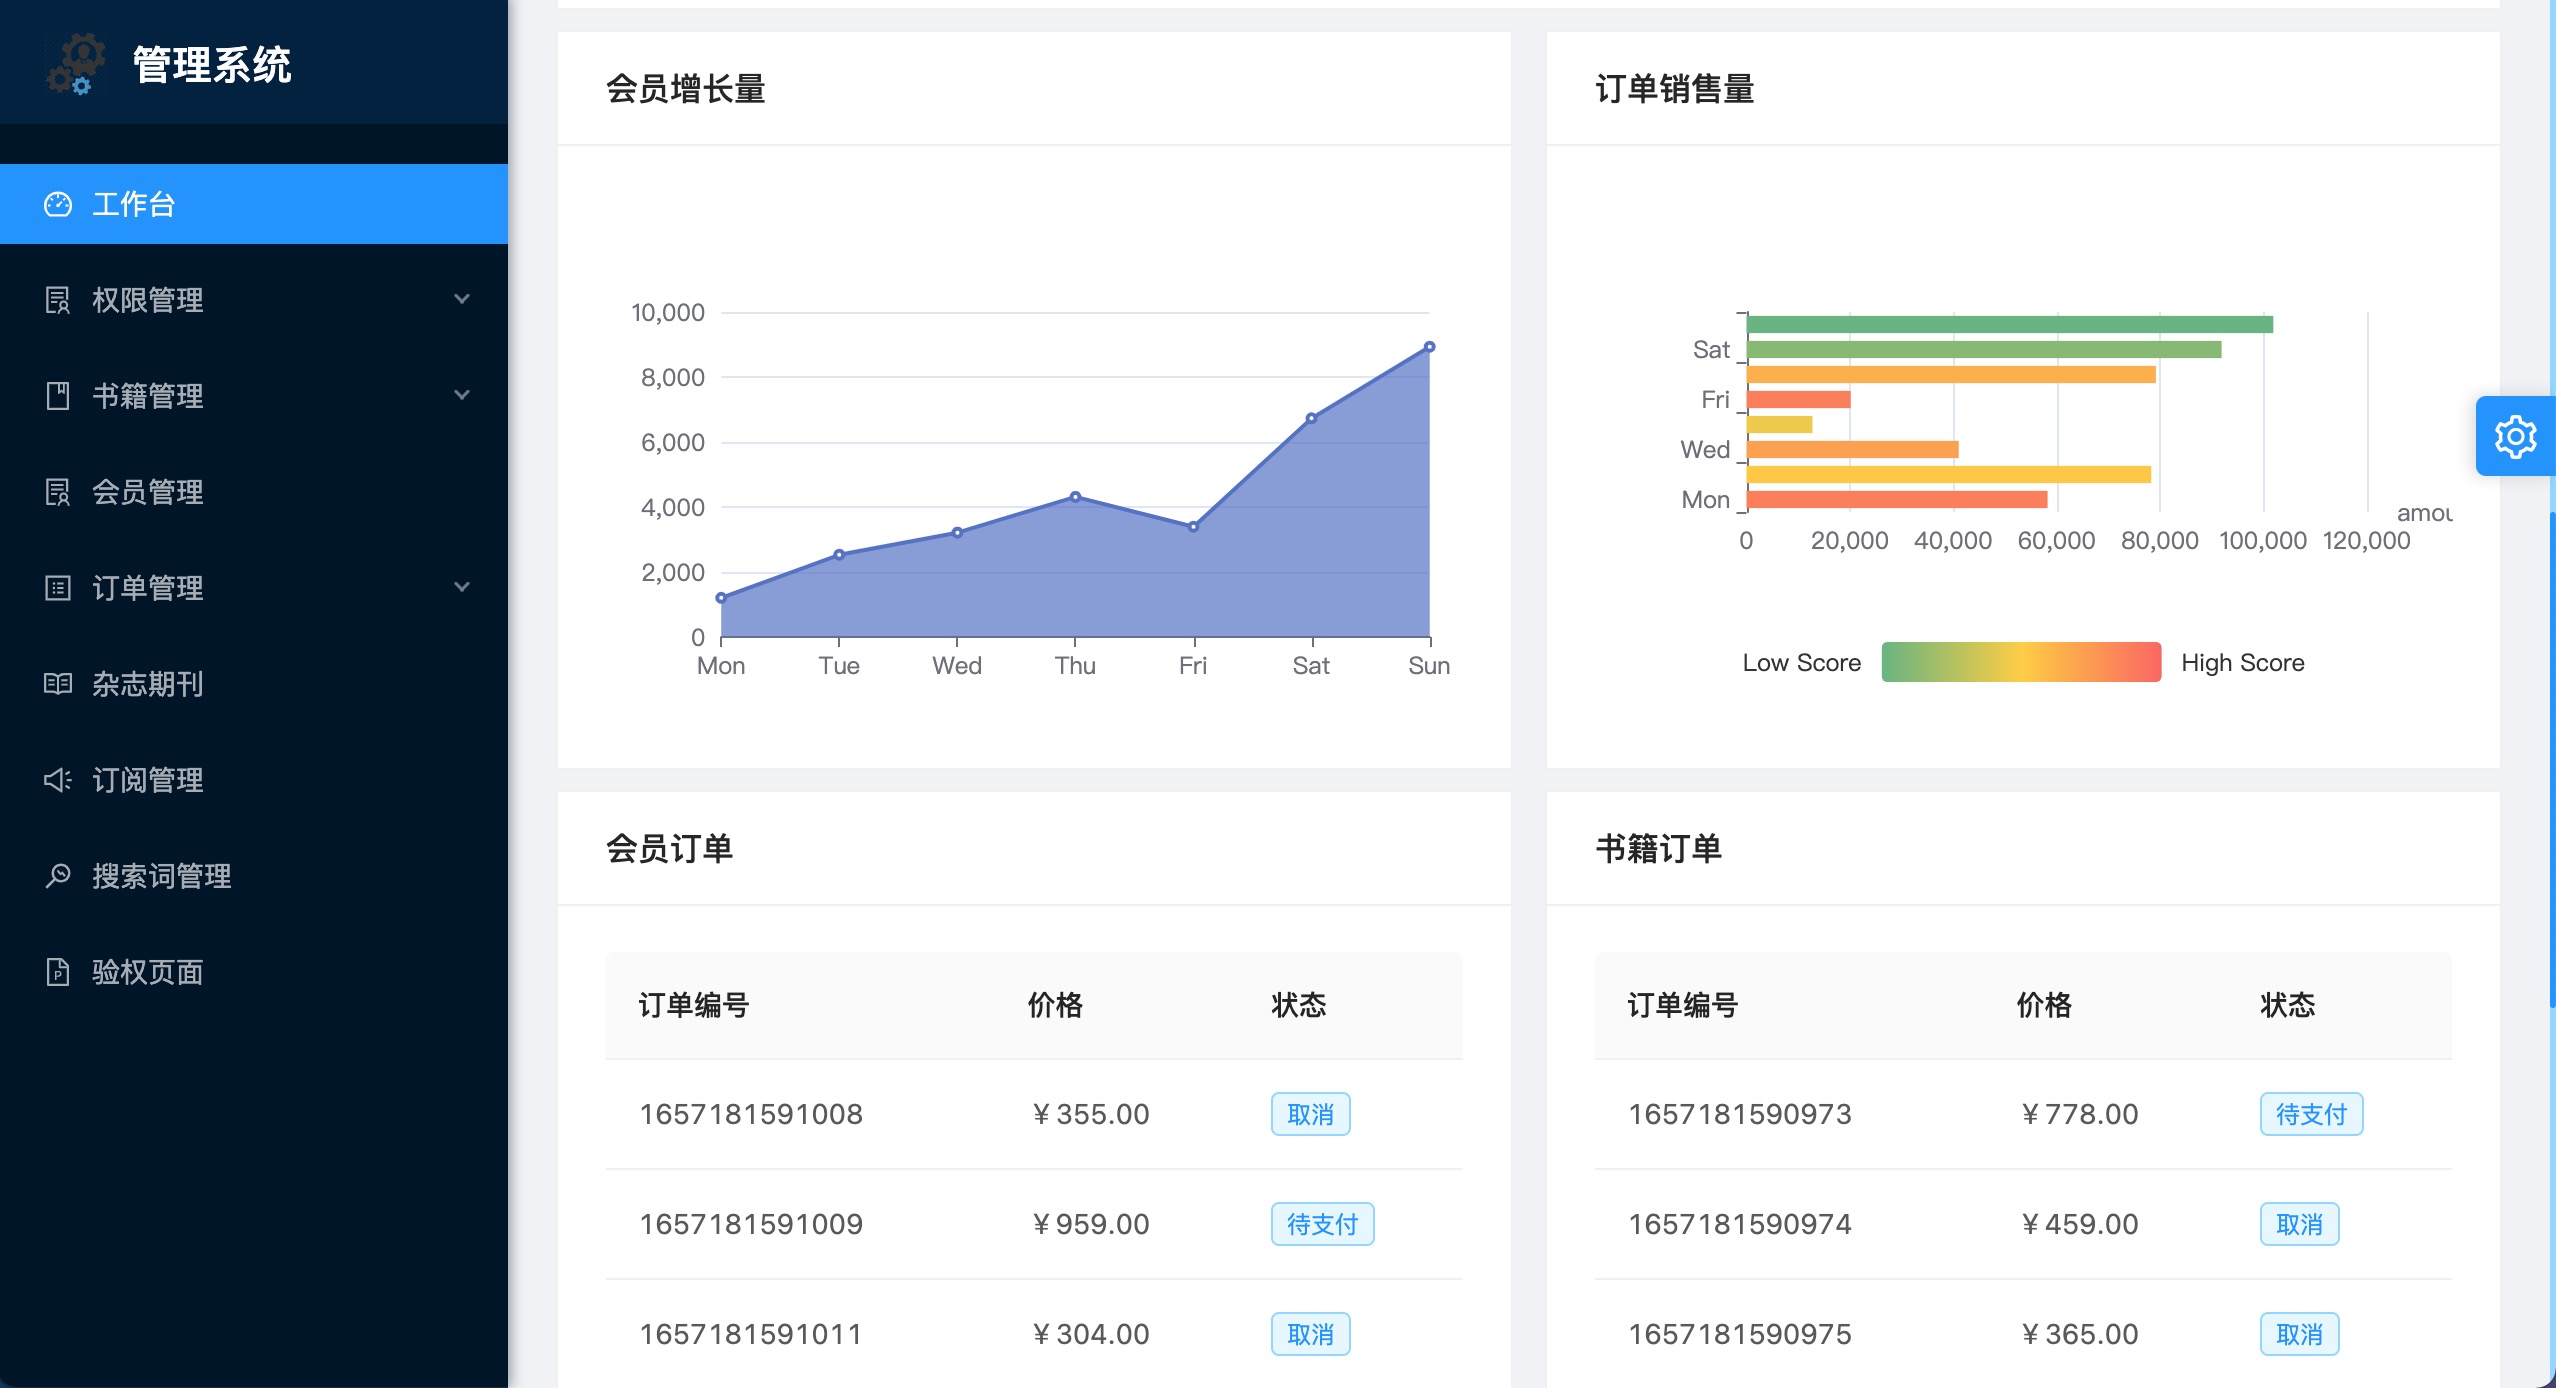 管理系统
工作台
权限管理
书籍管理
会员管理
订单管理
杂志期刊
订阅管理
搜索词管理
验权页面
会员增长量
10,000
8,000
6,000
4,000
2,000
0
Mon Tue Wed Thu Fri Sat Sun
订单销售量
Sat
Fri
Wed
Mon
amou
0 20,000 40,000 60,000 80,000 100,000 120,000
Low Score High Score
会员订单
订单编号 价格 状态
1657181591008 ￥355.00 取消
1657181591009 ￥959.00 待支付
1657181591011 ￥304.00 取消
书籍订单
订单编号 价格 状态
1657181590973 ￥778.00 待支付
1657181590974 ￥459.00 取消
1657181590975 ￥365.00 取消